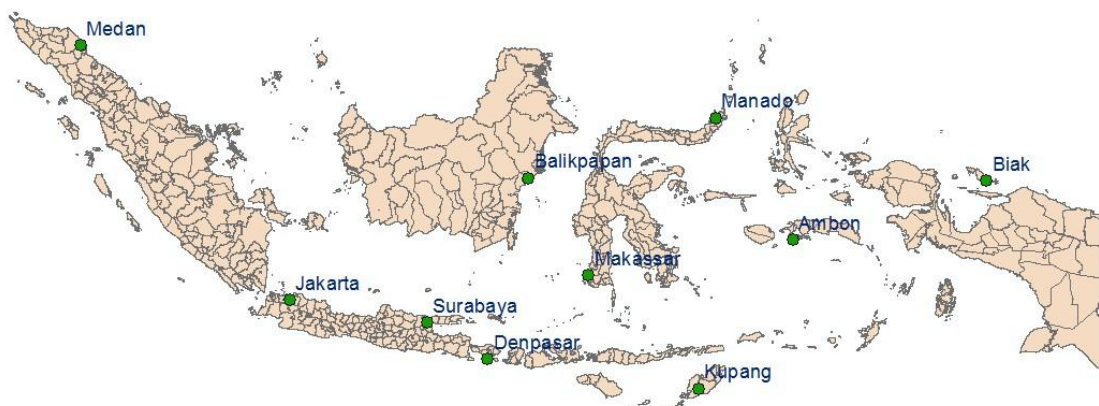 Medan
Manado
Balikpapan
Biak
Ambon
Makassar
Jakarta
Surabaya
Denpasar
Kupang